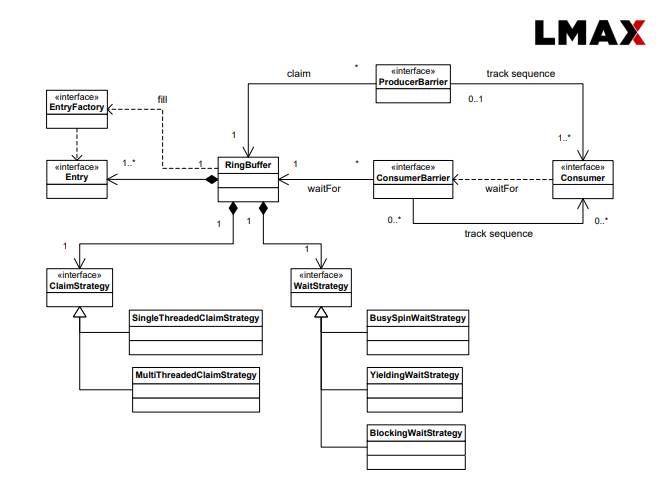 LMAX
claim
*
«interface»
ProducerBarrier
track sequence
0..1
«interface»
EntryFactory
fill
1
1..*
«interface»
Entry
1..*
1
RingBuffer
1
*
waitFor
«interface»
ConsumerBarrier
waitFor
«interface»
Consumer
0..*
0..*
track sequence
1
1
1
1
«interface»
ClaimStrategy
«interface»
WaitStrategy
SingleThreadedClaimStrategy
BusySpinWaitStrategy
MultiThreadedClaimStrategy
YieldingWaitStrategy
BlockingWaitStrategy